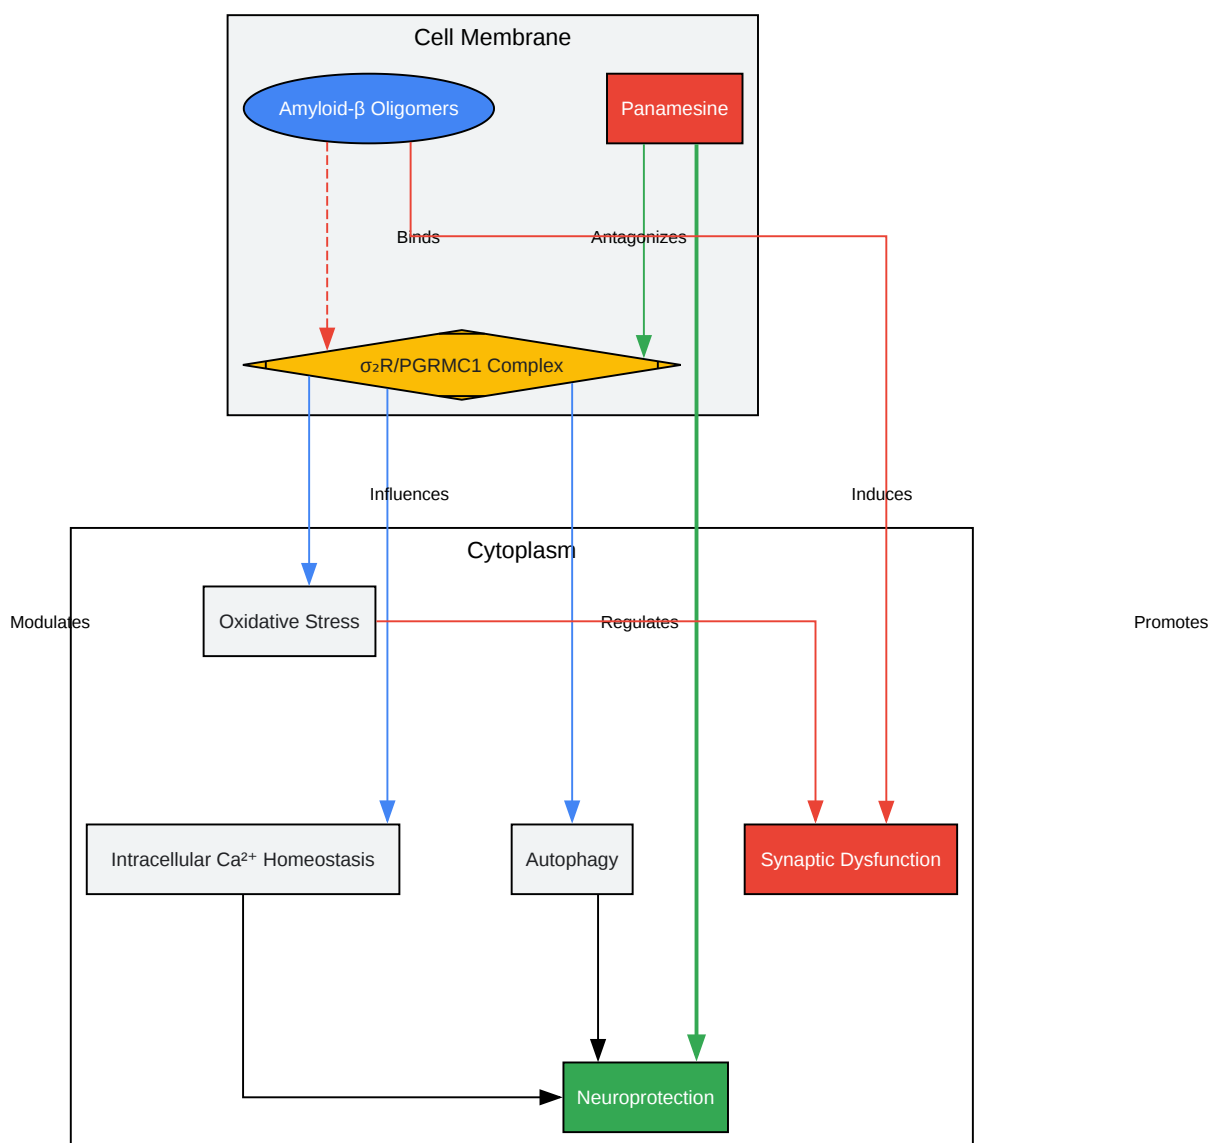 Cell Membrane
Amyloid-β Oligomers
Panamesine
Binds
Antagonizes
σ₂R/PGRMC1 Complex
Influences
Induces
Cytoplasm
Oxidative Stress
Modulates
Regulates
Promotes
Intracellular Ca²⁺ Homeostasis
Autophagy
Synaptic Dysfunction
Neuroprotection